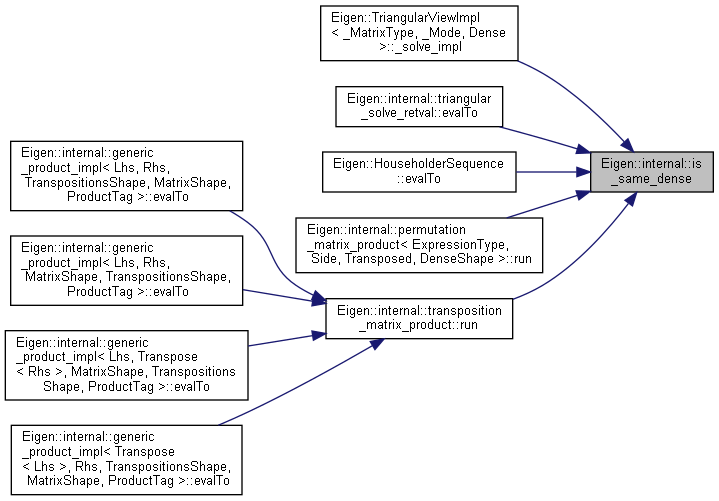 Eigen::TriangularViewImpl
< _MatrixType, _Mode, Dense
>::_solve_impl
Eigen::internal::triangular
_solve_retval::evalTo
Eigen::HouseholderSequence
::evalTo
Eigen::internal::is
_same_dense
Eigen::internal::permutation
_matrix_product< ExpressionType,
Side, Transposed, DenseShape >::run
Eigen::internal::transposition
_matrix_product::run
Eigen::internal::generic
_product_impl< Lhs, Rhs,
TranspositionsShape, MatrixShape,
ProductTag >::evalTo
Eigen::internal::generic
_product_impl< Lhs, Rhs,
MatrixShape, TranspositionsShape,
ProductTag >::evalTo
Eigen::internal::generic
_product_impl< Lhs, Transpose
< Rhs >, MatrixShape, Transpositions
Shape, ProductTag >::evalTo
Eigen::internal::generic
_product_impl< Transpose
< Lhs >, Rhs, TranspositionsShape,
MatrixShape, ProductTag >::evalTo